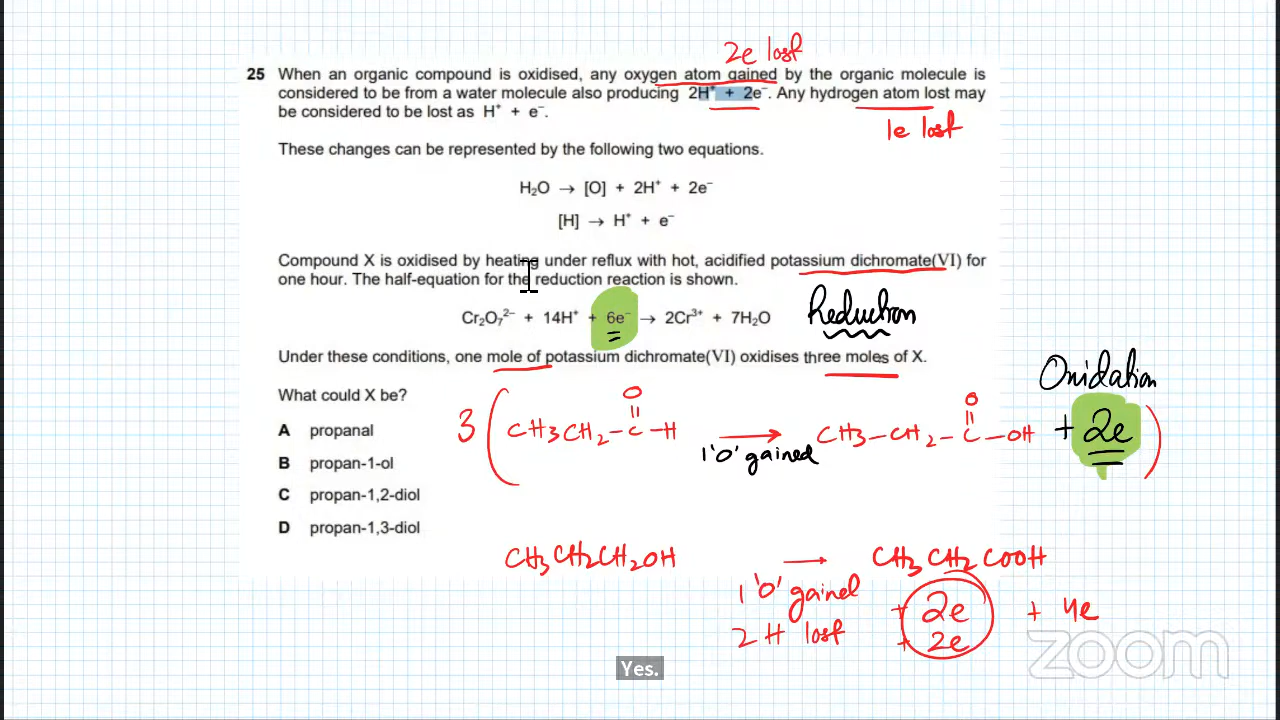 2e lost
25 When an organic compound is oxidised, any oxygen atom gained by the organic molecule is
considered to be from a water molecule also producing 2H⁺ + 2e⁻. Any hydrogen atom lost may
be considered to be lost as H⁺ + e⁻.
1e lost
These changes can be represented by the following two equations.
H₂O → [O] + 2H⁺ + 2e⁻
[H] → H⁺ + e⁻
Compound X is oxidised by heating under reflux with hot, acidified potassium dichromate(VI) for
one hour. The half-equation for the reduction reaction is shown.
Cr₂O₇²⁻ + 14H⁺ + 6e⁻ → 2Cr³⁺ + 7H₂O Reduction
Under these conditions, one mole of potassium dichromate(VI) oxidises three moles of X.
Oxidation
What could X be?
A propanal
3 ( CH3CH2-C-H → CH3-CH2-C-OH + 2e )
O
O
1'O' gained
B propan-1-ol
C propan-1,2-diol
D propan-1,3-diol
CH3CH2CH2OH → CH3CH2COOH
1'O' gained + 2e + 4e
2 H lost + 2e
zoom
Yes.